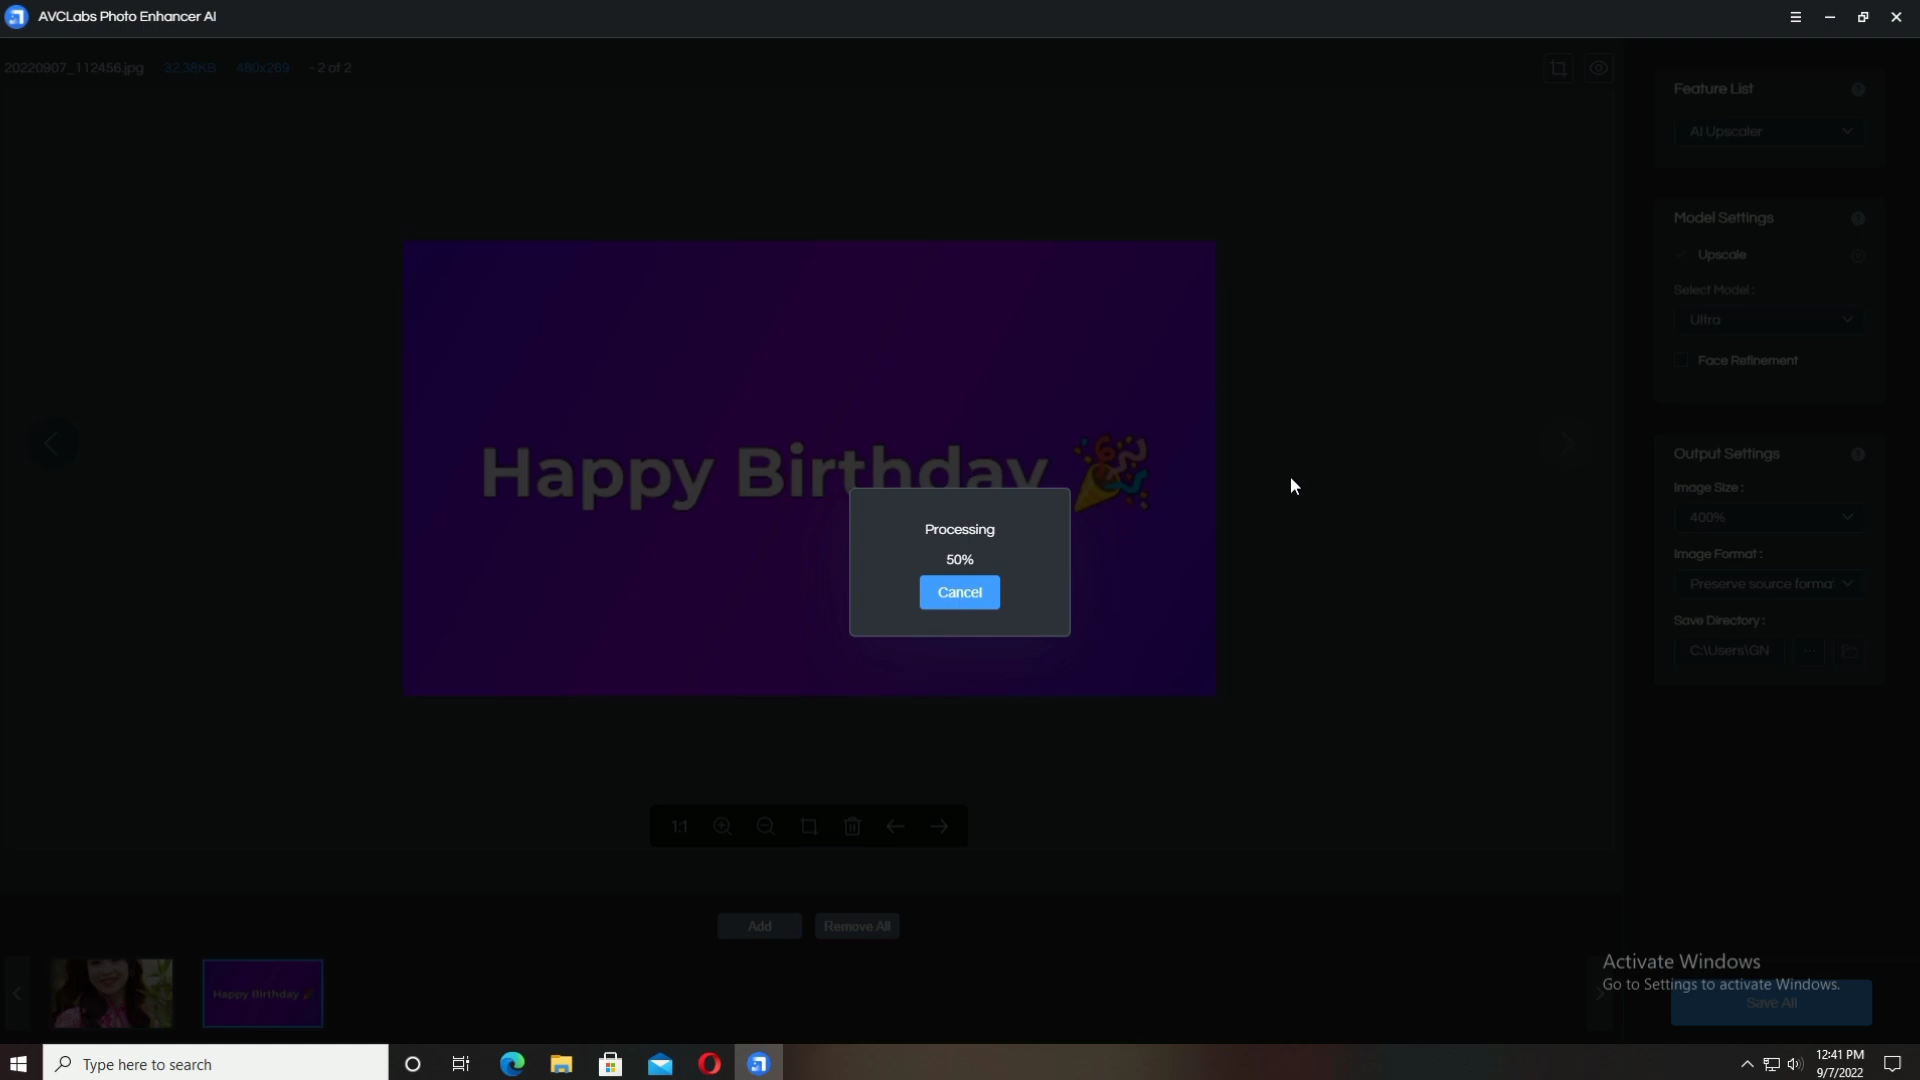 AVCLabs Photo Enhancer AI
20220907_112456.jpg 32.38KB 480x269 - 2 of 2
Feature List
AI Upscaler
Model Settings
Upscale
Select Model :
Ultra
Face Refinement
Happy Birthday 🎉
Processing
50%
Cancel
Output Settings
Image Size :
400%
Image Format :
Preserve source forma
Save Directory :
C:\Users\GN ...
1:1
Add Remove All
Happy Birthday 🎉
Activate Windows
Go to Settings to activate Windows.
Save All
Type here to search
12:41 PM
9/7/2022